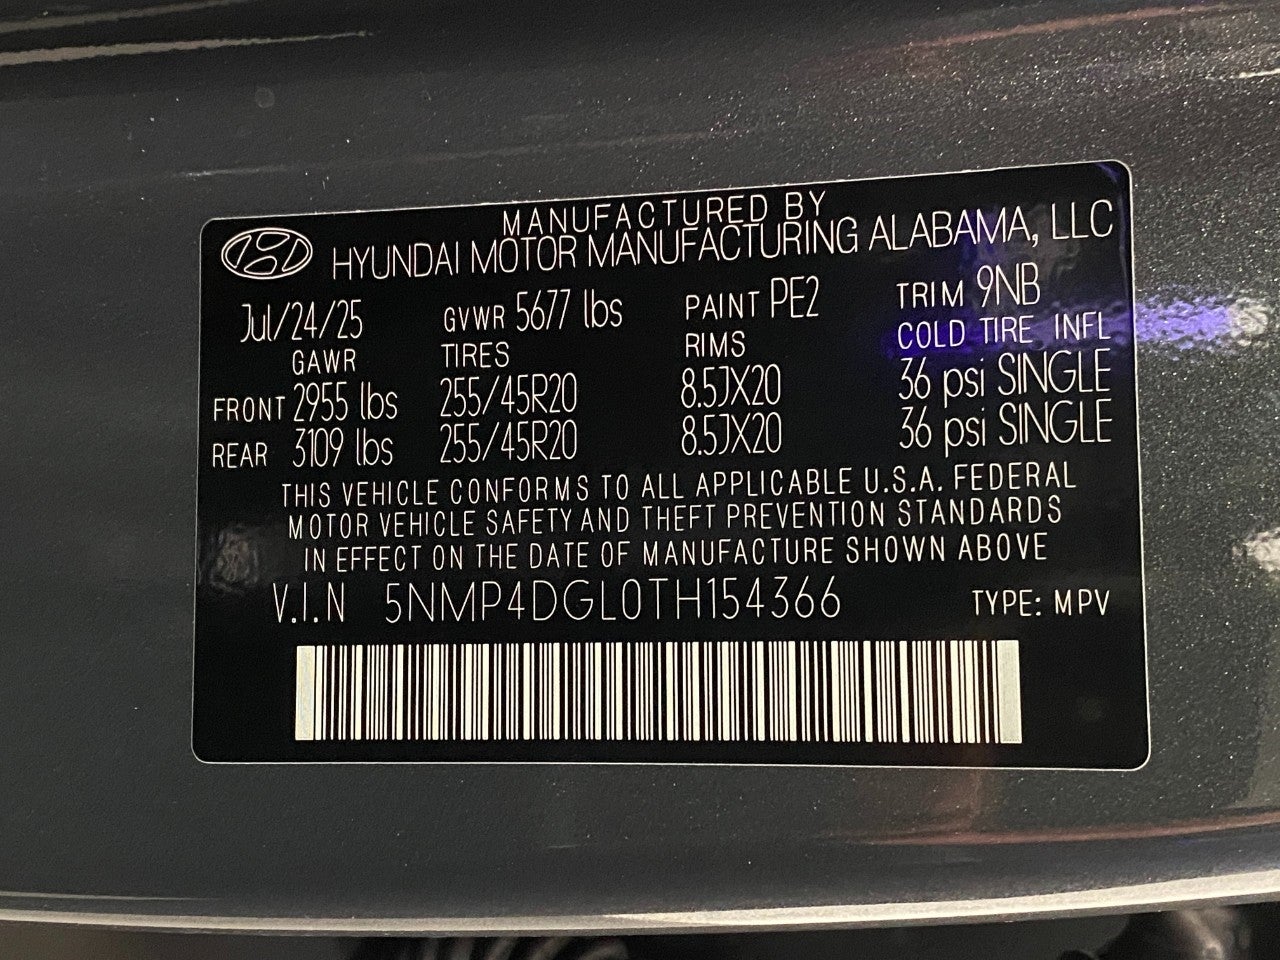 MANUFACTURED BY
HYUNDAI MOTOR MANUFACTURING ALABAMA, LLC
Jul/24/25 GVWR 5677 lbs PAINT PE2 TRIM 9NB
GAWR TIRES RIMS COLD TIRE INFL
FRONT 2955 lbs 255/45R20 8.5JX20 36 psi SINGLE
REAR 3109 lbs 255/45R20 8.5JX20 36 psi SINGLE
THIS VEHICLE CONFORMS TO ALL APPLICABLE U.S.A. FEDERAL
MOTOR VEHICLE SAFETY AND THEFT PREVENTION STANDARDS
IN EFFECT ON THE DATE OF MANUFACTURE SHOWN ABOVE
V.I.N 5NMP4DGL0TH154366 TYPE: MPV